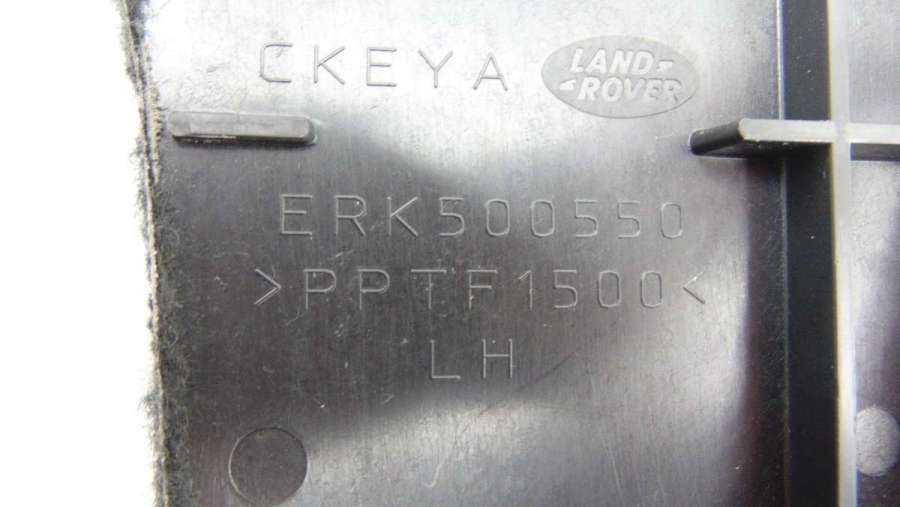 CKEYA
LAND-
-ROVER
ERK500550
>PPTF1500<
LH